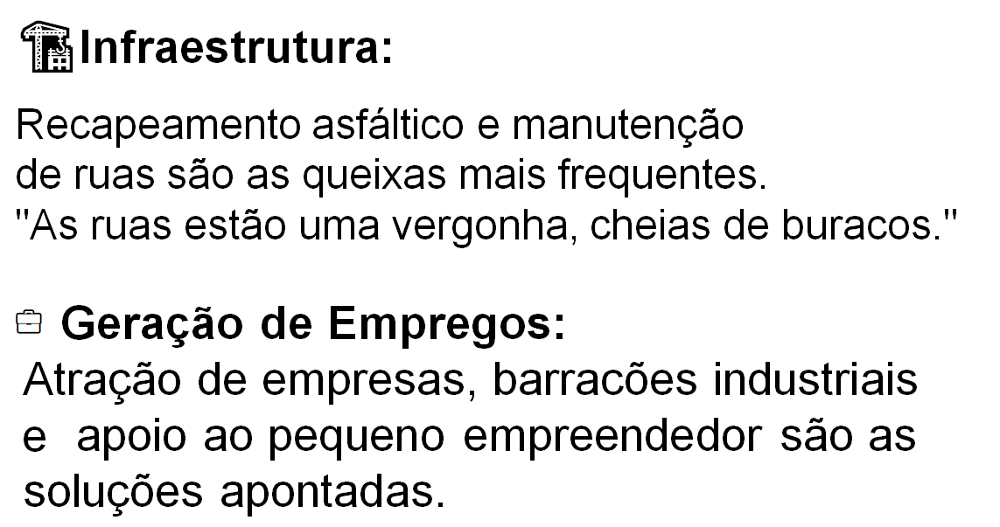 Infraestrutura:
Recapeamento asfáltico e manutenção
de ruas são as queixas mais frequentes.
"As ruas estão uma vergonha, cheias de buracos."
Geração de Empregos:
Atração de empresas, barracões industriais
e apoio ao pequeno empreendedor são as
soluções apontadas.